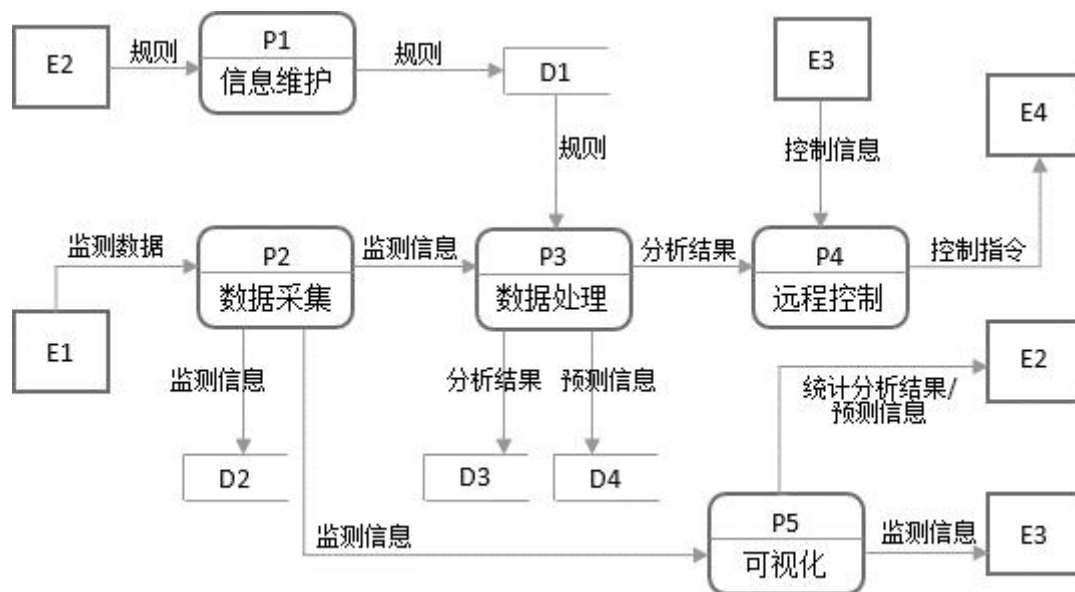 E2
规则
P1
信息维护
规则
D1
E3
E4
规则
控制信息
监测数据
P2
数据采集
监测信息
P3
数据处理
分析结果
P4
远程控制
控制指令
E1
监测信息
分析结果
预测信息
统计分析结果/
预测信息
E2
D2
D3
D4
监测信息
P5
可视化
监测信息
E3